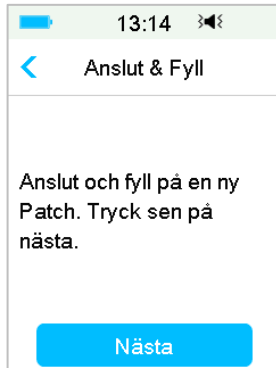 13:14
Anslut & Fyll
Anslut och fyll på en ny
Patch. Tryck sen på
nästa.
Nästa